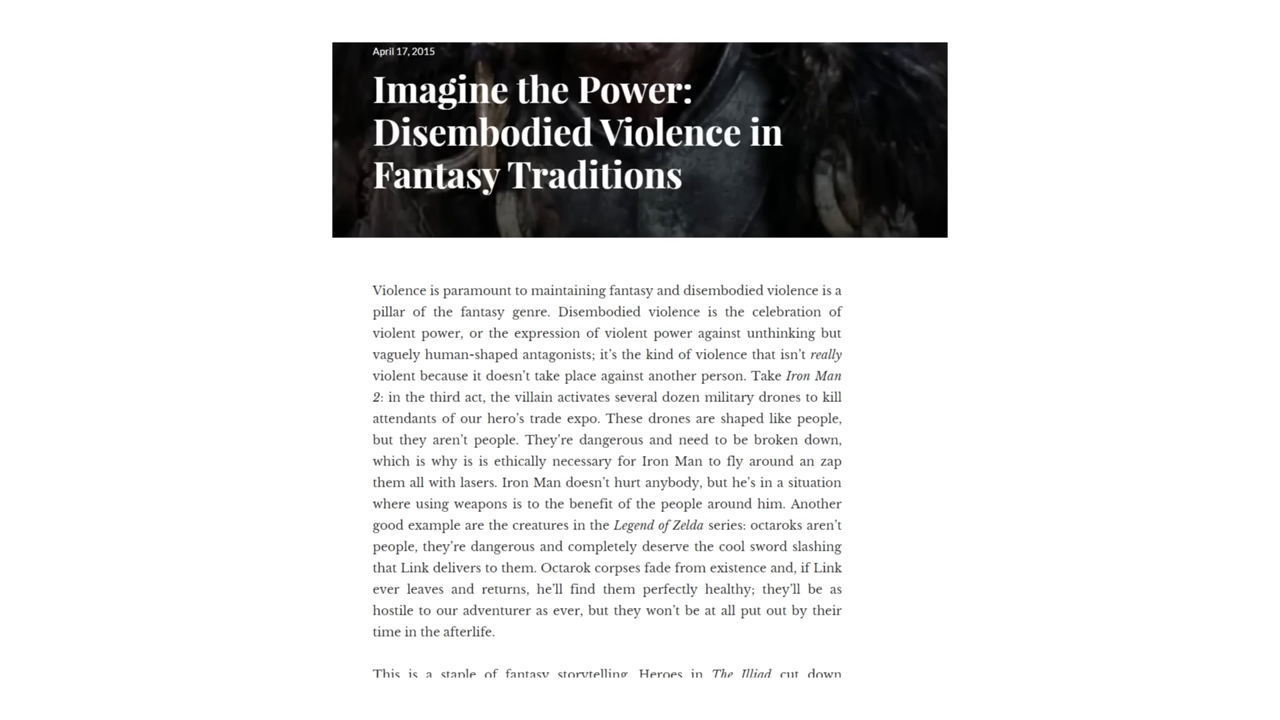 April 17, 2015
Imagine the Power:
Disembodied Violence in
Fantasy Traditions
Violence is paramount to maintaining fantasy and disembodied violence is a
pillar of the fantasy genre. Disembodied violence is the celebration of
violent power, or the expression of violent power against unthinking but
vaguely human-shaped antagonists; it's the kind of violence that isn't really
violent because it doesn't take place against another person. Take Iron Man
2: in the third act, the villain activates several dozen military drones to kill
attendants of our hero's trade expo. These drones are shaped like people,
but they aren't people. They're dangerous and need to be broken down,
which is why is is ethically necessary for Iron Man to fly around an zap
them all with lasers. Iron Man doesn't hurt anybody, but he's in a situation
where using weapons is to the benefit of the people around him. Another
good example are the creatures in the Legend of Zelda series: octaroks aren't
people, they're dangerous and completely deserve the cool sword slashing
that Link delivers to them. Octarok corpses fade from existence and, if Link
ever leaves and returns, he'll find them perfectly healthy; they'll be as
hostile to our adventurer as ever, but they won't be at all put out by their
time in the afterlife.
This is a staple of fantasy storytelling. Heroes in The Illiad cut down